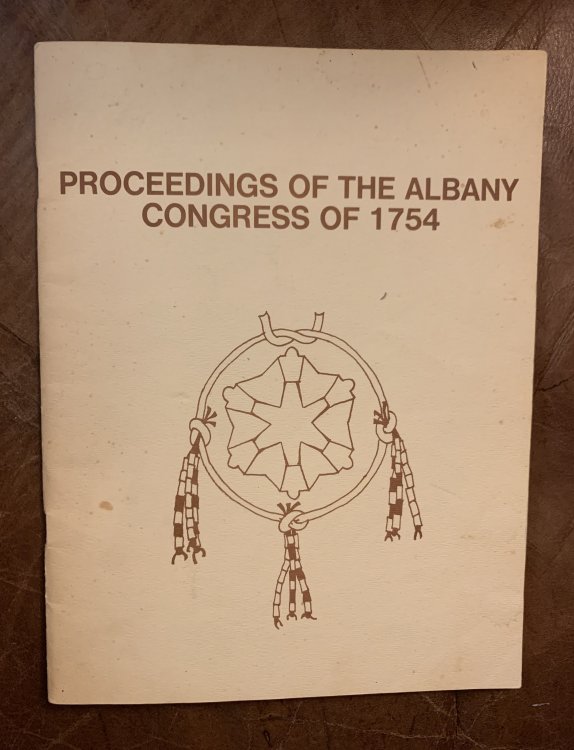 PROCEEDINGS OF THE ALBANY
CONGRESS OF 1754